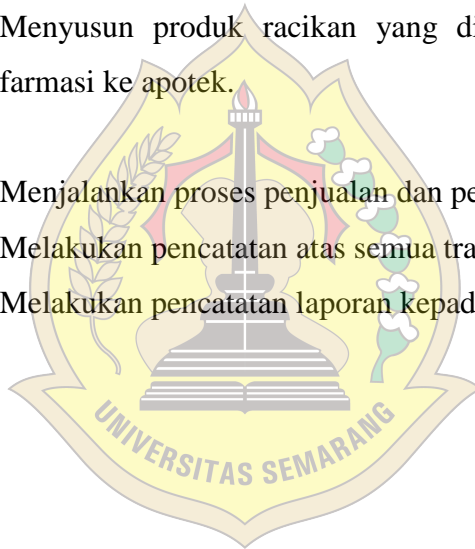 Menyusun produk racikan yang di
farmasi ke apotek.
Menjalankan proses penjualan dan pe
Melakukan pencatatan atas semua tra
Melakukan pencatatan laporan kepad
UNIVERSITAS SEMARANG